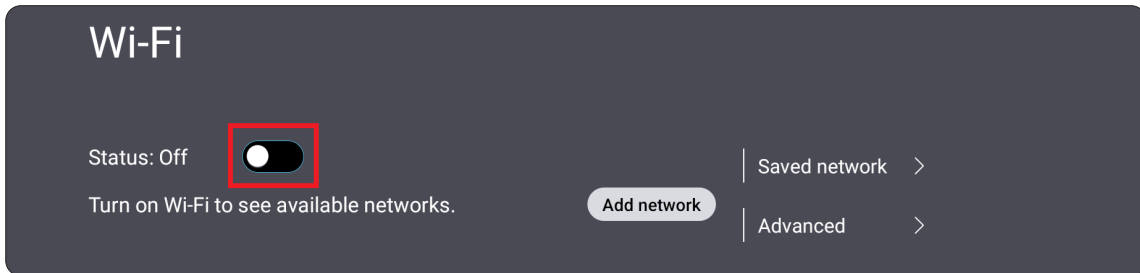 Wi-Fi
Status: Off
Saved network
Turn on Wi-Fi to see available networks.
Add network
Advanced